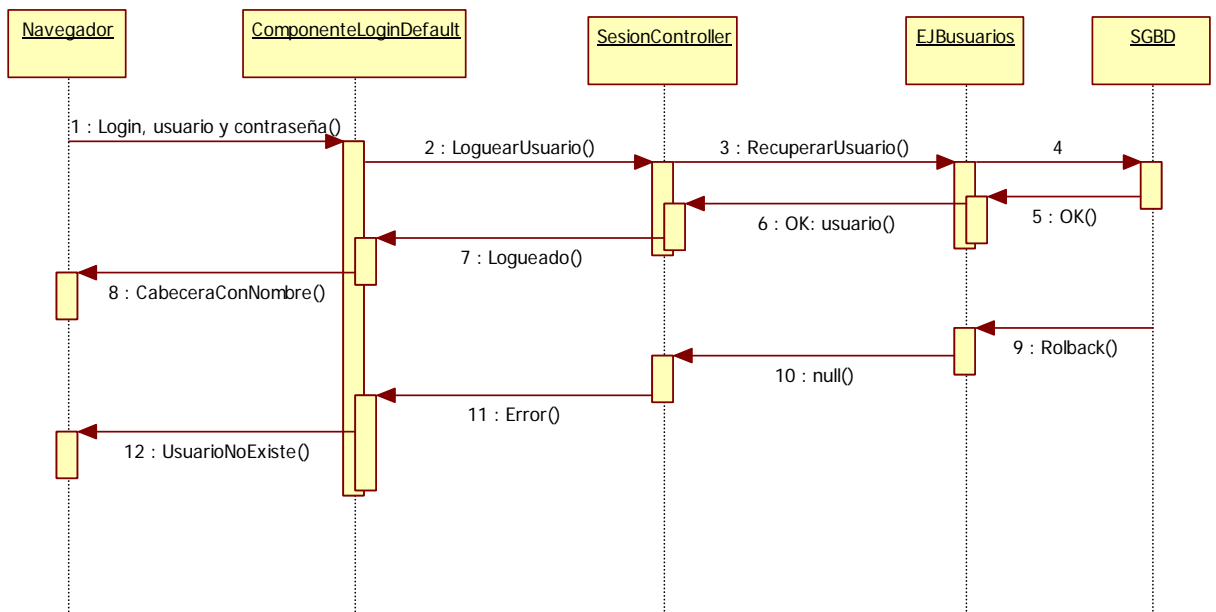 Navegador
ComponenteLoginDefault
SesionController
EJBusuarios
SGBD
1 : Login, usuario y contraseña()
2 : LoguearUsuario()
3 : RecuperarUsuario()
4
5 : OK()
6 : OK: usuario()
7 : Logueado()
8 : CabeceraConNombre()
9 : Rolback()
10 : null()
11 : Error()
12 : UsuarioNoExiste()